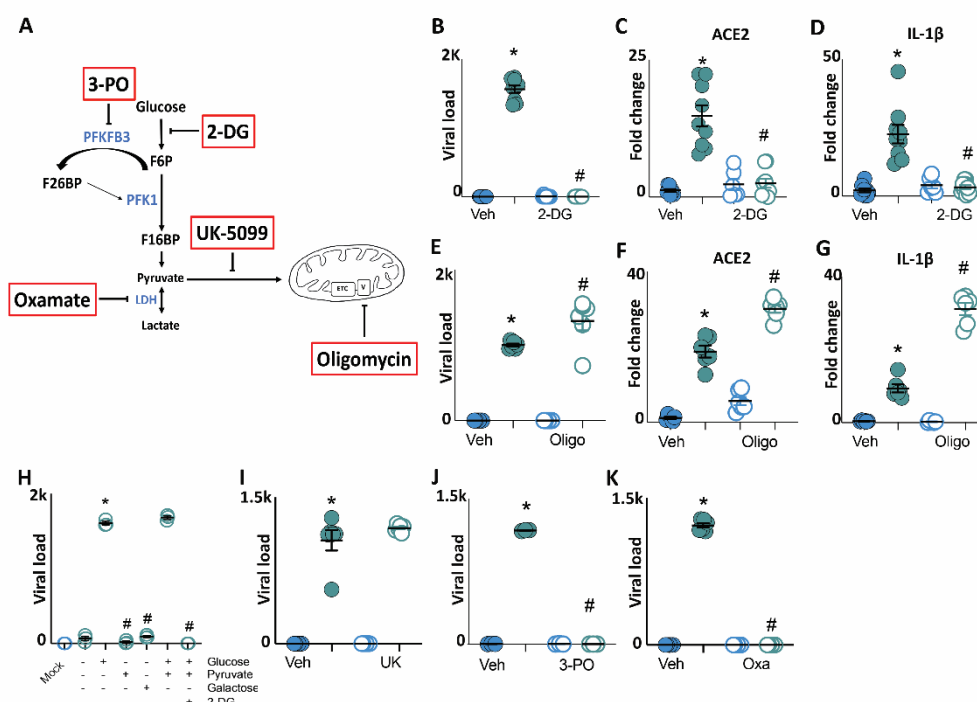 A
3-PO
Glucose
PFKFB3
2-DG
F6P
F26BP
PFK1
F16BP
UK-5099
Pyruvate
ETC
V
Oxamate
LDH
Lactate
Oligomycin
B
2K
Viral load
0
*
#
Veh 2-DG
C
ACE2
25
Fold change
0
*
#
Veh 2-DG
D
IL-1β
50
Fold change
0
*
#
Veh 2-DG
E
2k
Viral load
0
*
#
Veh Oligo
F
ACE2
40
Fold change
0
*
#
Veh Oligo
G
IL-1β
40
Fold change
0
*
#
Veh Oligo
H
2k
Viral load
0
*
# # #
Mock
- + - - + + Glucose
- - + - + + Pyruvate
- - - + - - Galactose
+ 2-DG
I
1.5k
Viral load
0
*
Veh UK
J
1.5k
Viral load
0
*
#
Veh 3-PO
K
1.5k
Viral load
0
*
#
Veh Oxa